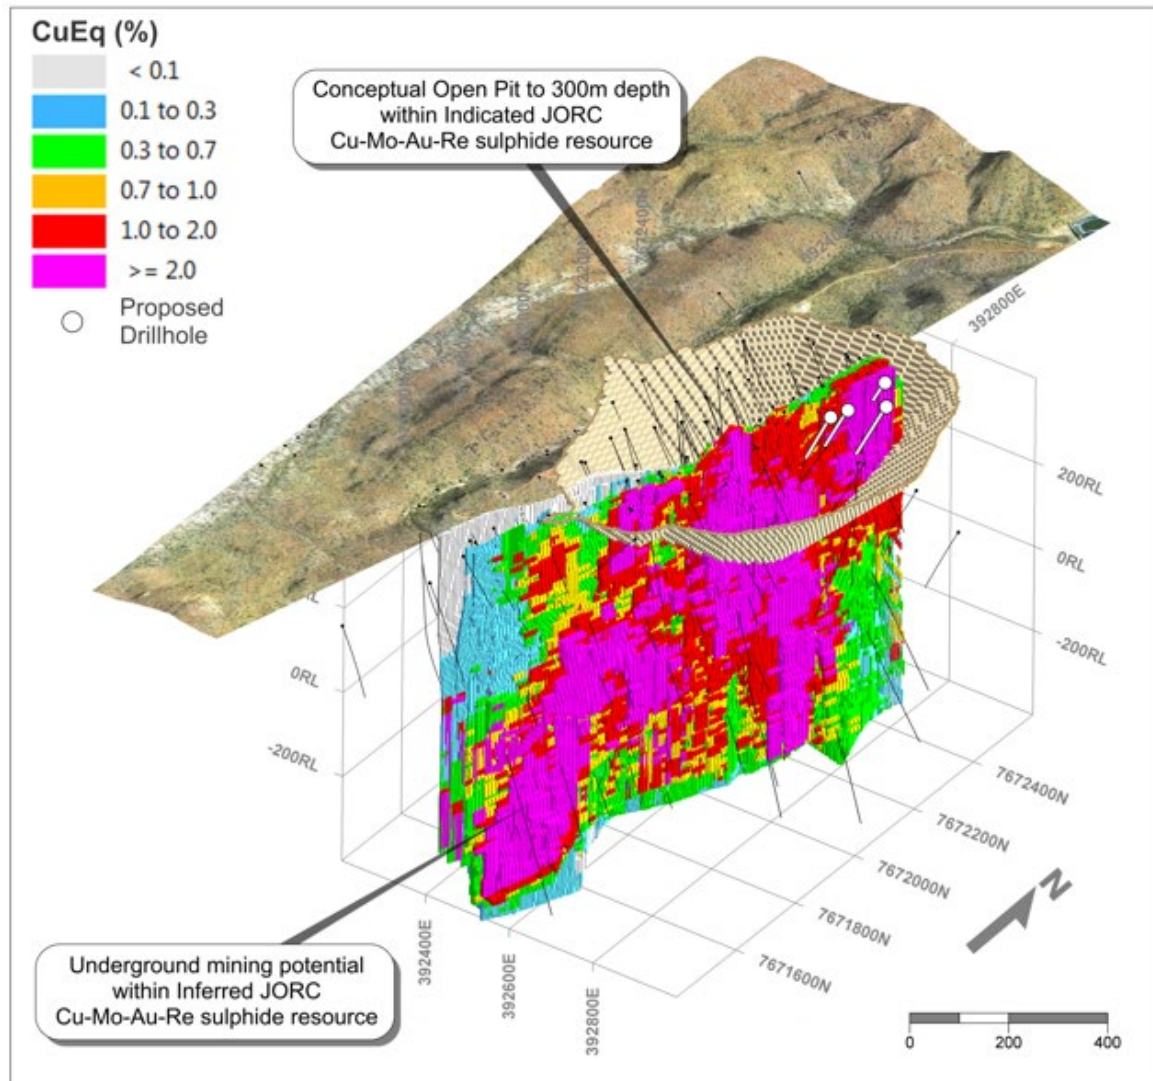 CuEq (%)
< 0.1
0.1 to 0.3
0.3 to 0.7
0.7 to 1.0
1.0 to 2.0
>= 2.0
Proposed
Drillhole
Conceptual Open Pit to 300m depth
within Indicated JORC
Cu-Mo-Au-Re sulphide resource
7672400N
392800E
200RL
0RL
-200RL
0RL
-200RL
7672400N
7672200N
7672000N
7671800N
7671600N
392400E
392600E
392800E
N
Underground mining potential
within Inferred JORC
Cu-Mo-Au-Re sulphide resource
0 200 400